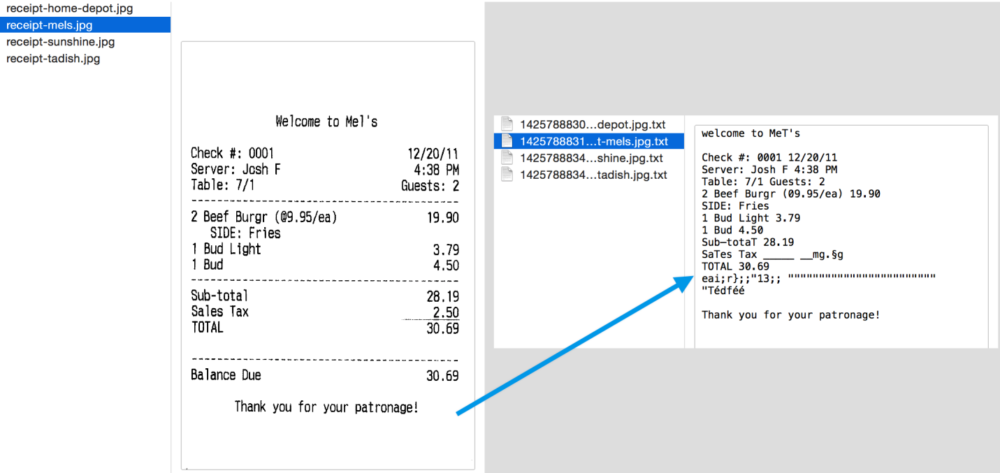 receipt-home-depot.jpg
receipt-mels.jpg
receipt-sunshine.jpg
receipt-tadish.jpg
Welcome to Mel's
Check #: 0001 12/20/11
Server: Josh F 4:38 PM
Table: 7/1 Guests: 2
2 Beef Burgr (@9.95/ea) 19.90
SIDE: Fries
1 Bud Light 3.79
1 Bud 4.50
Sub-total 28.19
Sales Tax 2.50
TOTAL 30.69
Balance Due 30.69
Thank you for your patronage!
1425788830...depot.jpg.txt
1425788831...t-mels.jpg.txt
1425788834...shine.jpg.txt
1425788834...tadish.jpg.txt
welcome to MeT's
Check #: 0001 12/20/11
Server: Josh F 4:38 PM
Table: 7/1 Guests: 2
2 Beef Burgr (09.95/ea) 19.90
SIDE: Fries
1 Bud Light 3.79
1 Bud 4.50
Sub—totaT 28.19
SaTes Tax _____ __mg.§g
TOTAL 30.69
eai;r};;"13;; """"""""""""""""""""""""
"Tédféé
Thank you for your patronage!